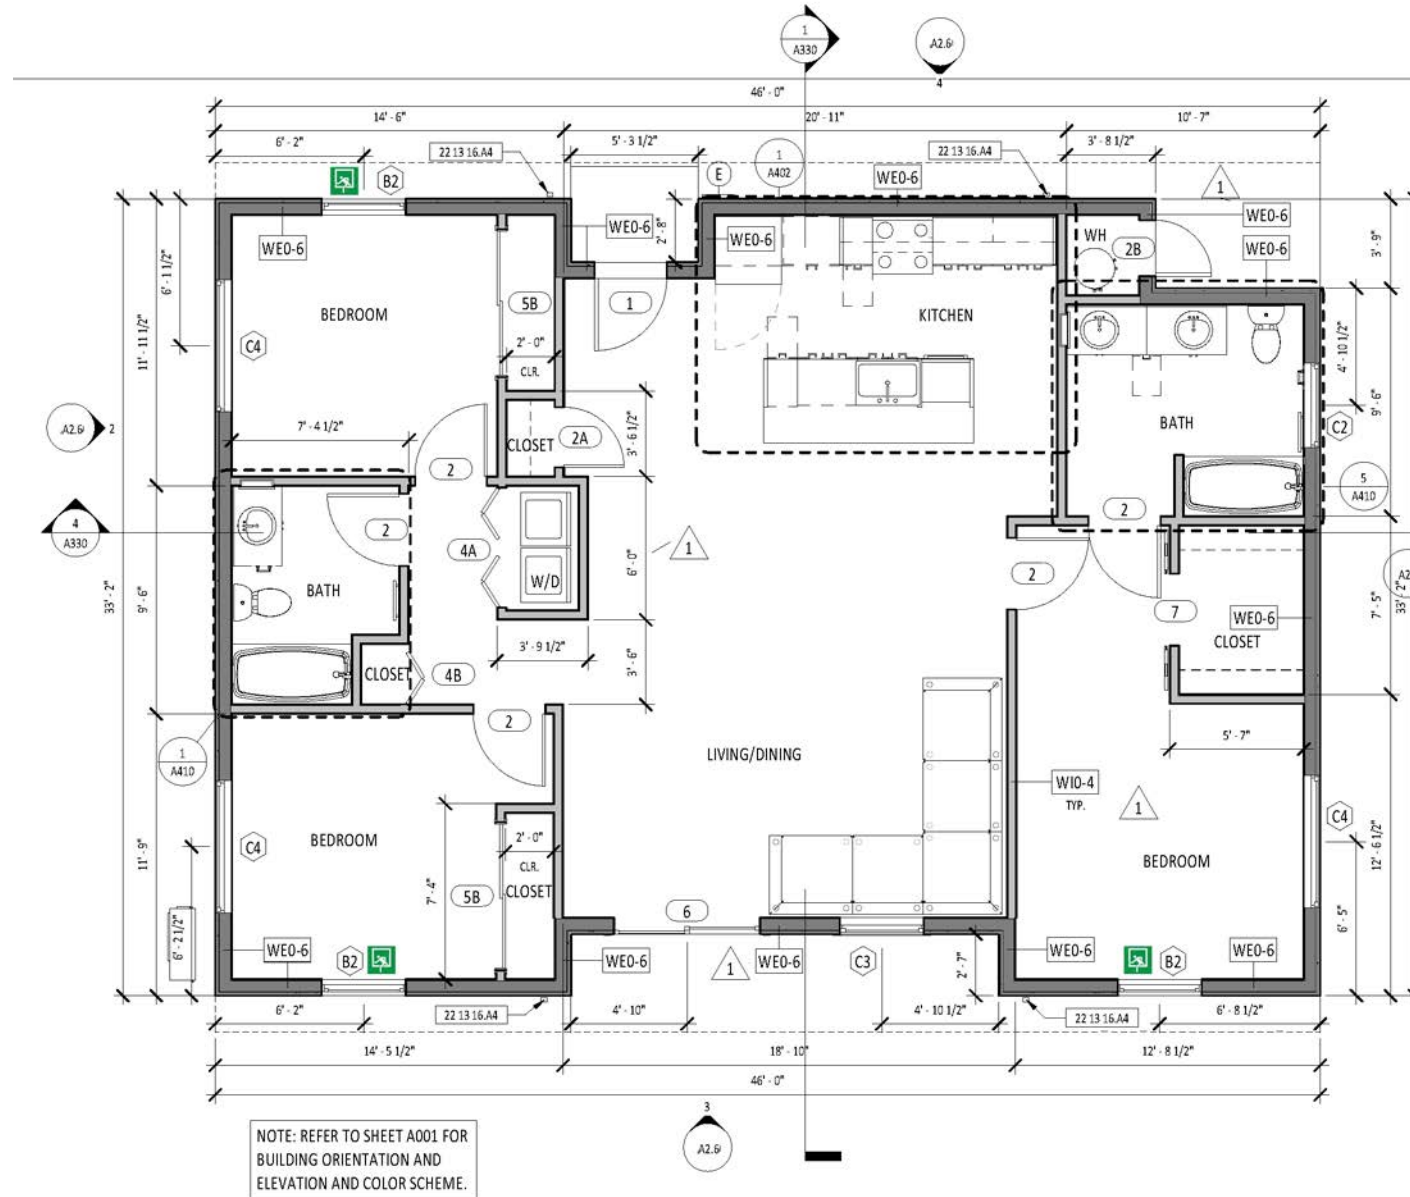 1
A330
A2.6
4
46' - 0"
14' - 6"
20' - 11"
10' - 7"
6' - 2"
22 13 16.A4
5' - 3 1/2"
1
A402
22 13 16.A4
3' - 8 1/2"
B2
E
WE0-6
1
WE0-6
WE0-6
2' - 8"
WE0-6
WH
2B
WE0-6
WE0-6
3' - 9"
6' - 1 1/2"
BEDROOM
5B
1
KITCHEN
11' - 11 1/2"
C4
2' - 0"
CLR.
4' - 10 1/2"
9' - 6"
A2.6
2
7' - 4 1/2"
CLOSET
2A
3' - 6 1/2"
BATH
C2
2
5
A410
4
A330
2
4A
1
2
W/D
6' - 0"
2
A2
33' - 2"
9' - 6"
BATH
7
WE0-6
CLOSET
7' - 5"
33' - 2"
CLOSET
4B
3' - 9 1/2"
3' - 6"
2
1
A410
LIVING/DINING
5' - 7"
WI0-4
TYP.
1
C4
BEDROOM
C4
2' - 0"
CLR.
CLOSET
5B
7' - 4"
11' - 9"
BEDROOM
12' - 6 1/2"
6' - 2 1/2"
6
6' - 5"
WE0-6
B2
WE0-6
1
WE0-6
C3
2' - 7"
WE0-6
B2
WE0-6
6' - 2"
22 13 16.A4
4' - 10"
4' - 10 1/2"
22 13 16.A4
6' - 8 1/2"
14' - 5 1/2"
18' - 10"
12' - 8 1/2"
46' - 0"
3
A2.6
NOTE: REFER TO SHEET A001 FOR
BUILDING ORIENTATION AND
ELEVATION AND COLOR SCHEME.